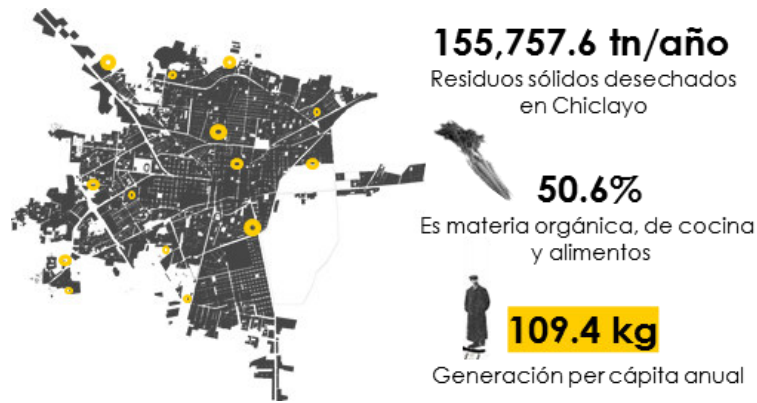 155,757.6 tn/año
Residuos sólidos desechados
en Chiclayo
50.6%
Es materia orgánica, de cocina
y alimentos
109.4 kg
Generación per cápita anual